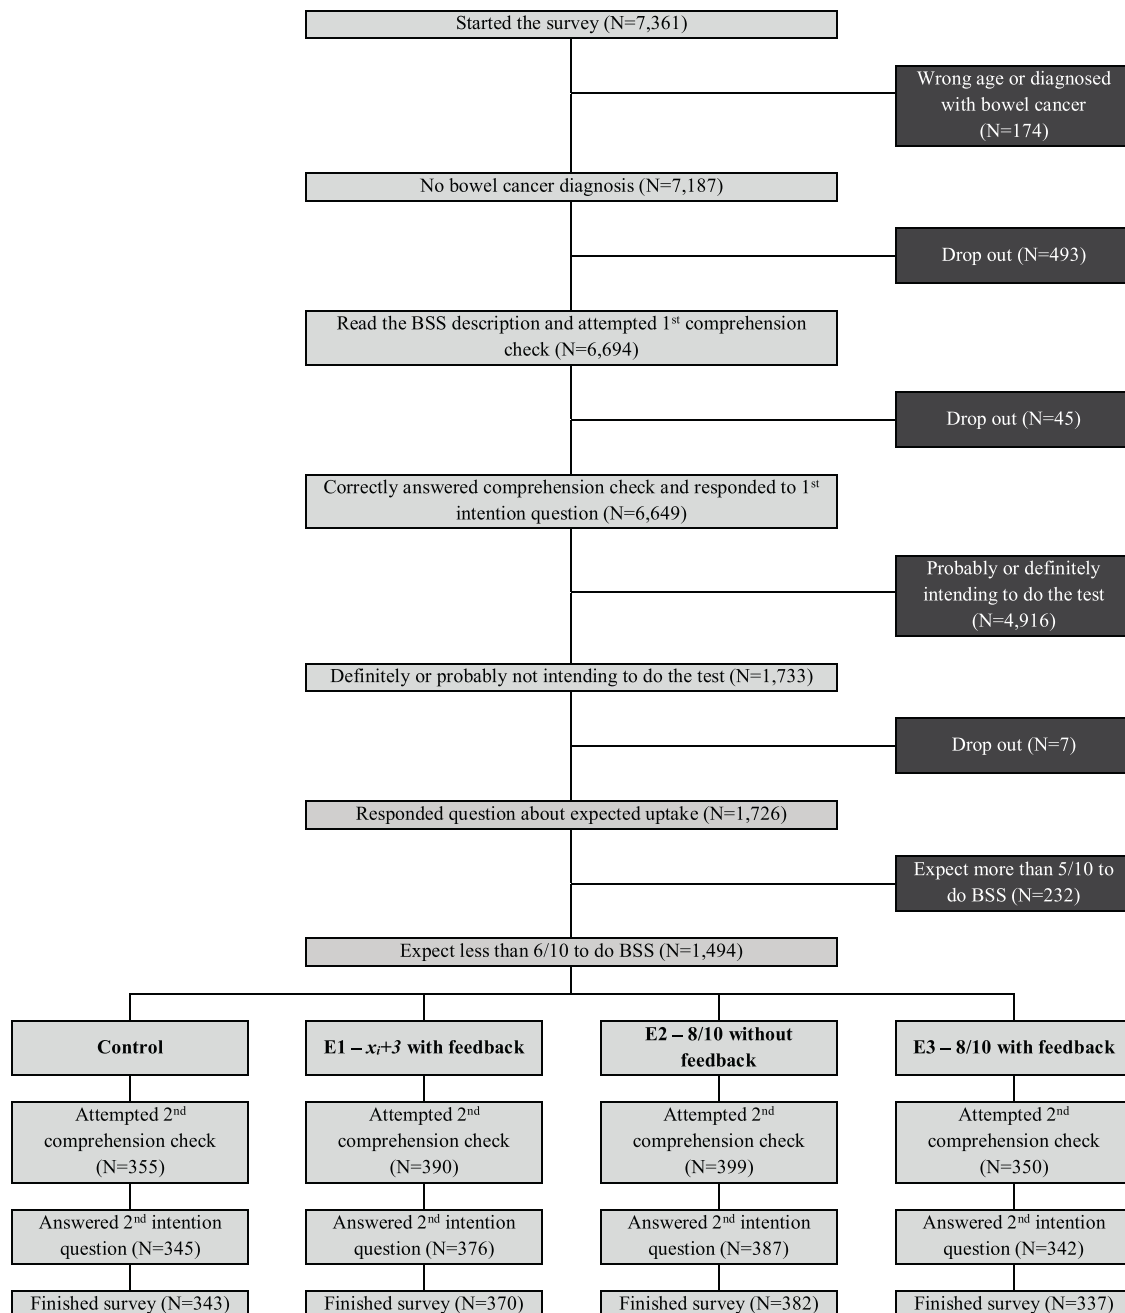 Started the survey (N=7,361)
Wrong age or diagnosed
with bowel cancer
(N=174)
No bowel cancer diagnosis (N=7,187)
Drop out (N=493)
Read the BSS description and attempted 1st comprehension
check (N=6,694)
Drop out (N=45)
Correctly answered comprehension check and responded to 1st
intention question (N=6,649)
Probably or definitely
intending to do the test
(N=4,916)
Definitely or probably not intending to do the test (N=1,733)
Drop out (N=7)
Responded question about expected uptake (N=1,726)
Expect more than 5/10 to
do BSS (N=232)
Expect less than 6/10 to do BSS (N=1,494)
Control
E1 – xᵢ+3 with feedback
E2 – 8/10 without
feedback
E3 – 8/10 with feedback
Attempted 2nd
comprehension check
(N=355)
Attempted 2nd
comprehension check
(N=390)
Attempted 2nd
comprehension check
(N=399)
Attempted 2nd
comprehension check
(N=350)
Answered 2nd intention
question (N=345)
Answered 2nd intention
question (N=376)
Answered 2nd intention
question (N=387)
Answered 2nd intention
question (N=342)
Finished survey (N=343)
Finished survey (N=370)
Finished survey (N=382)
Finished survey (N=337)